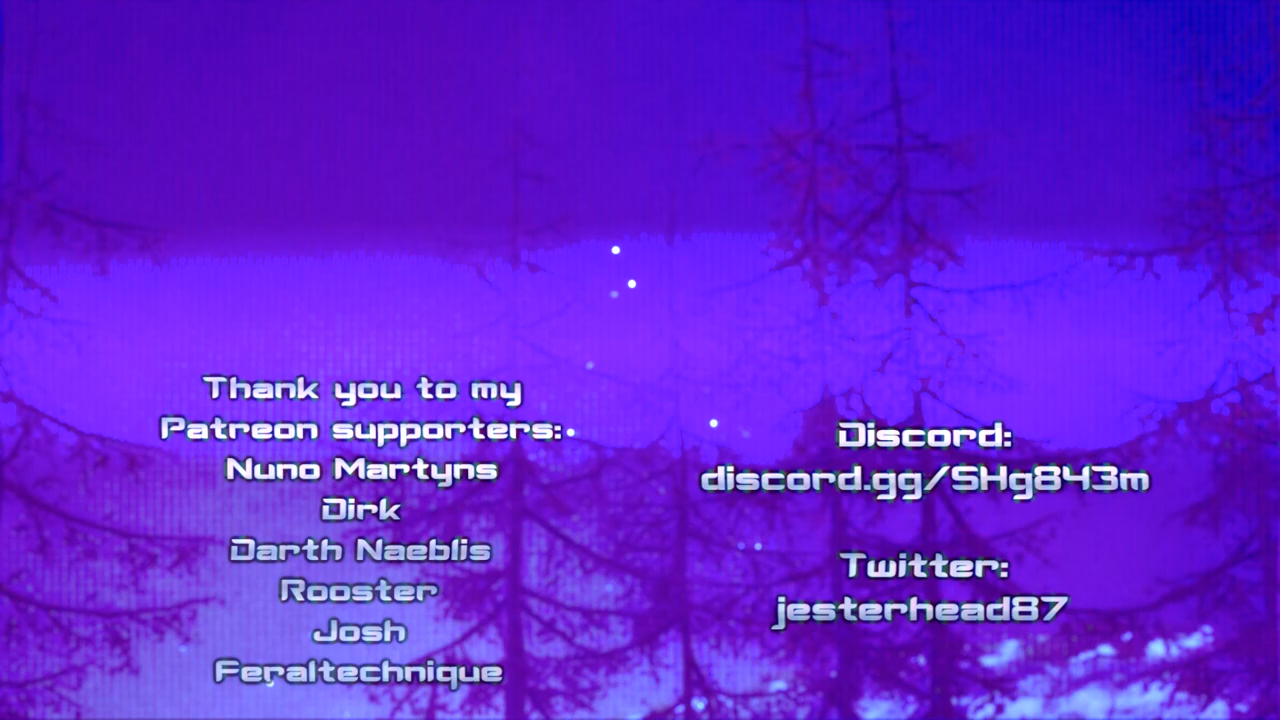 Thank you to my
Patreon supporters:
Nuno Martyns
Dirk
Darth Naeblis
Rooster
Josh
Feraltechnique
Discord:
discord.gg/SHg843m
Twitter:
jesterhead87